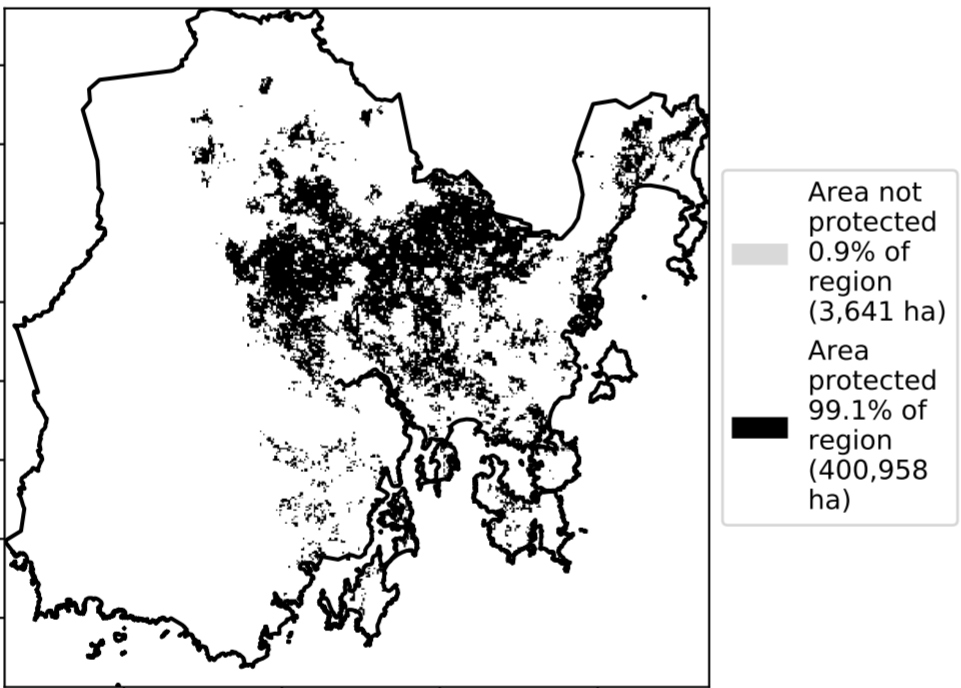 Area not
protected
0.9% of
region
(3,641 ha)
Area
protected
99.1% of
region
(400,958
ha)